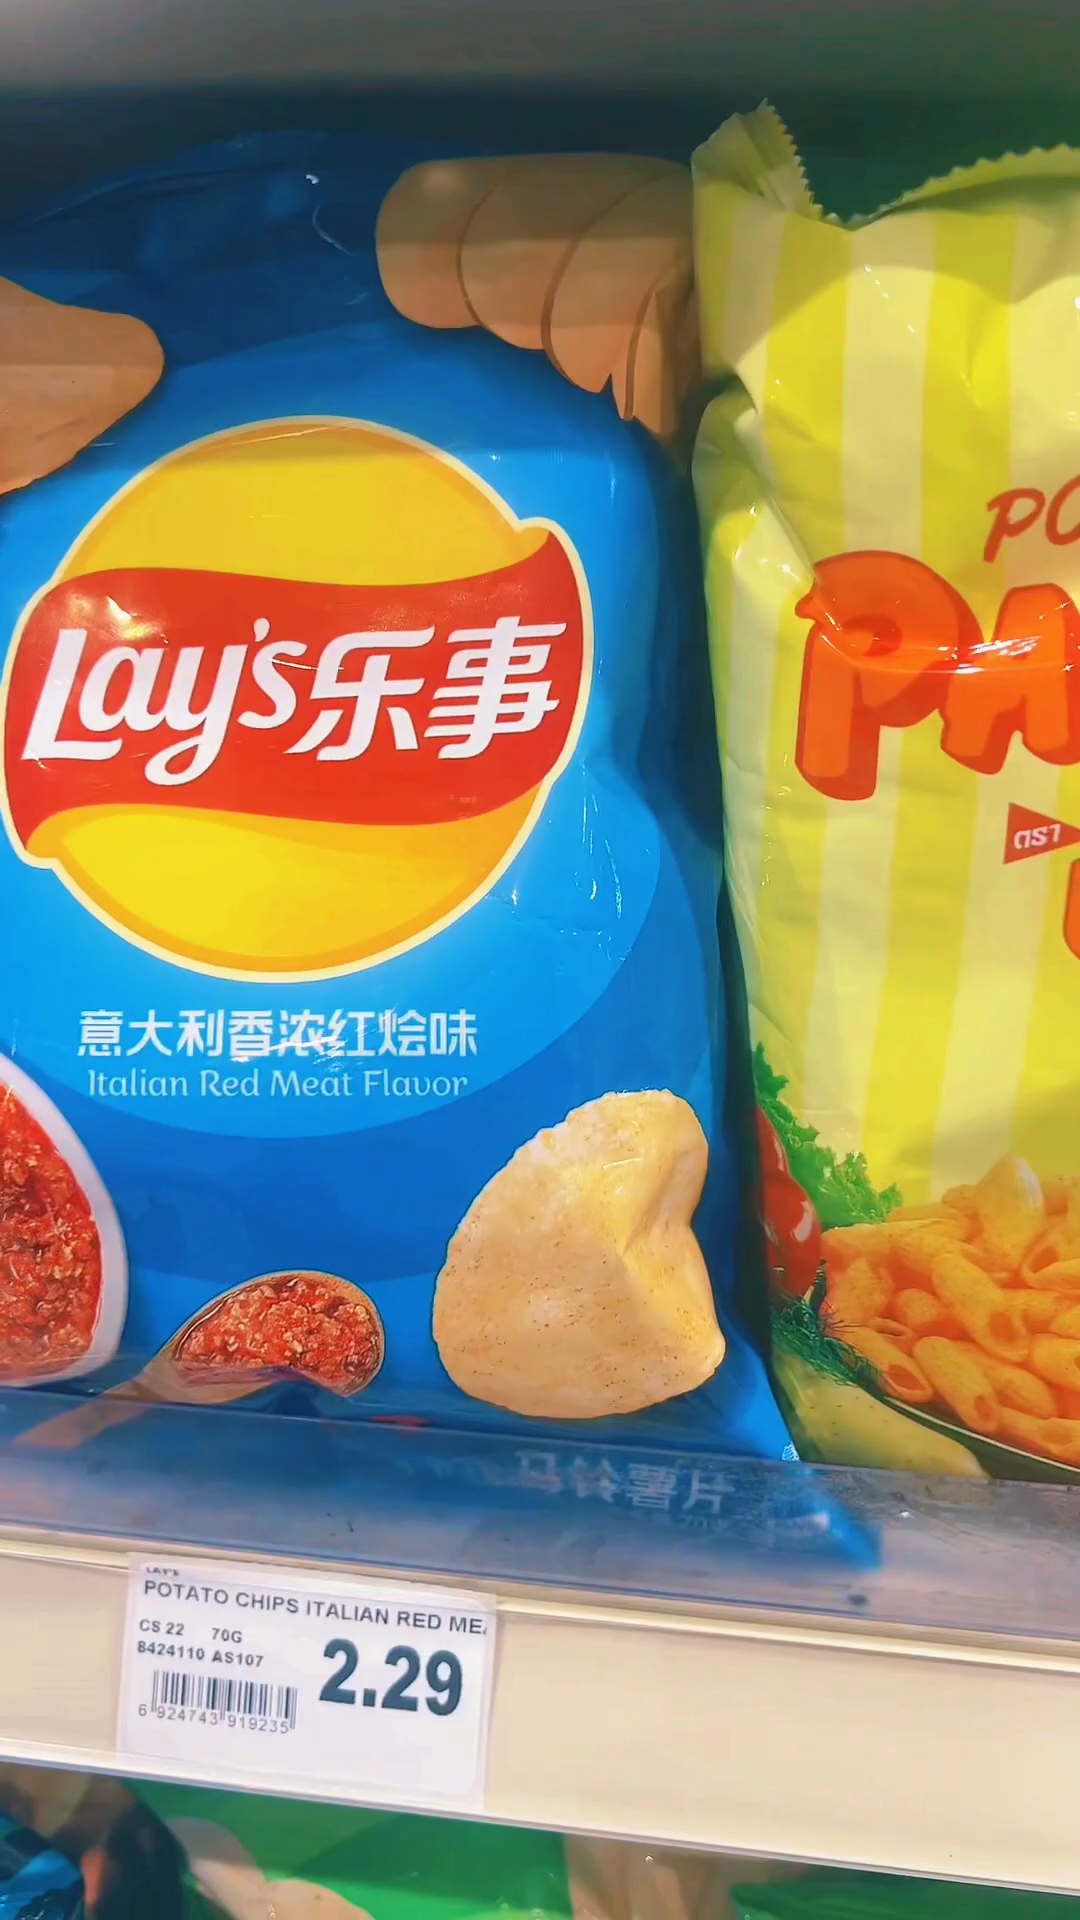 Lay's乐事
意大利香浓红烩味
Italian Red Meat Flavor
马铃薯片
PO
PA
ตรา
LAY'S
POTATO CHIPS ITALIAN RED ME
CS 22 70G
8424110 AS107
2.29
6 924743 919235